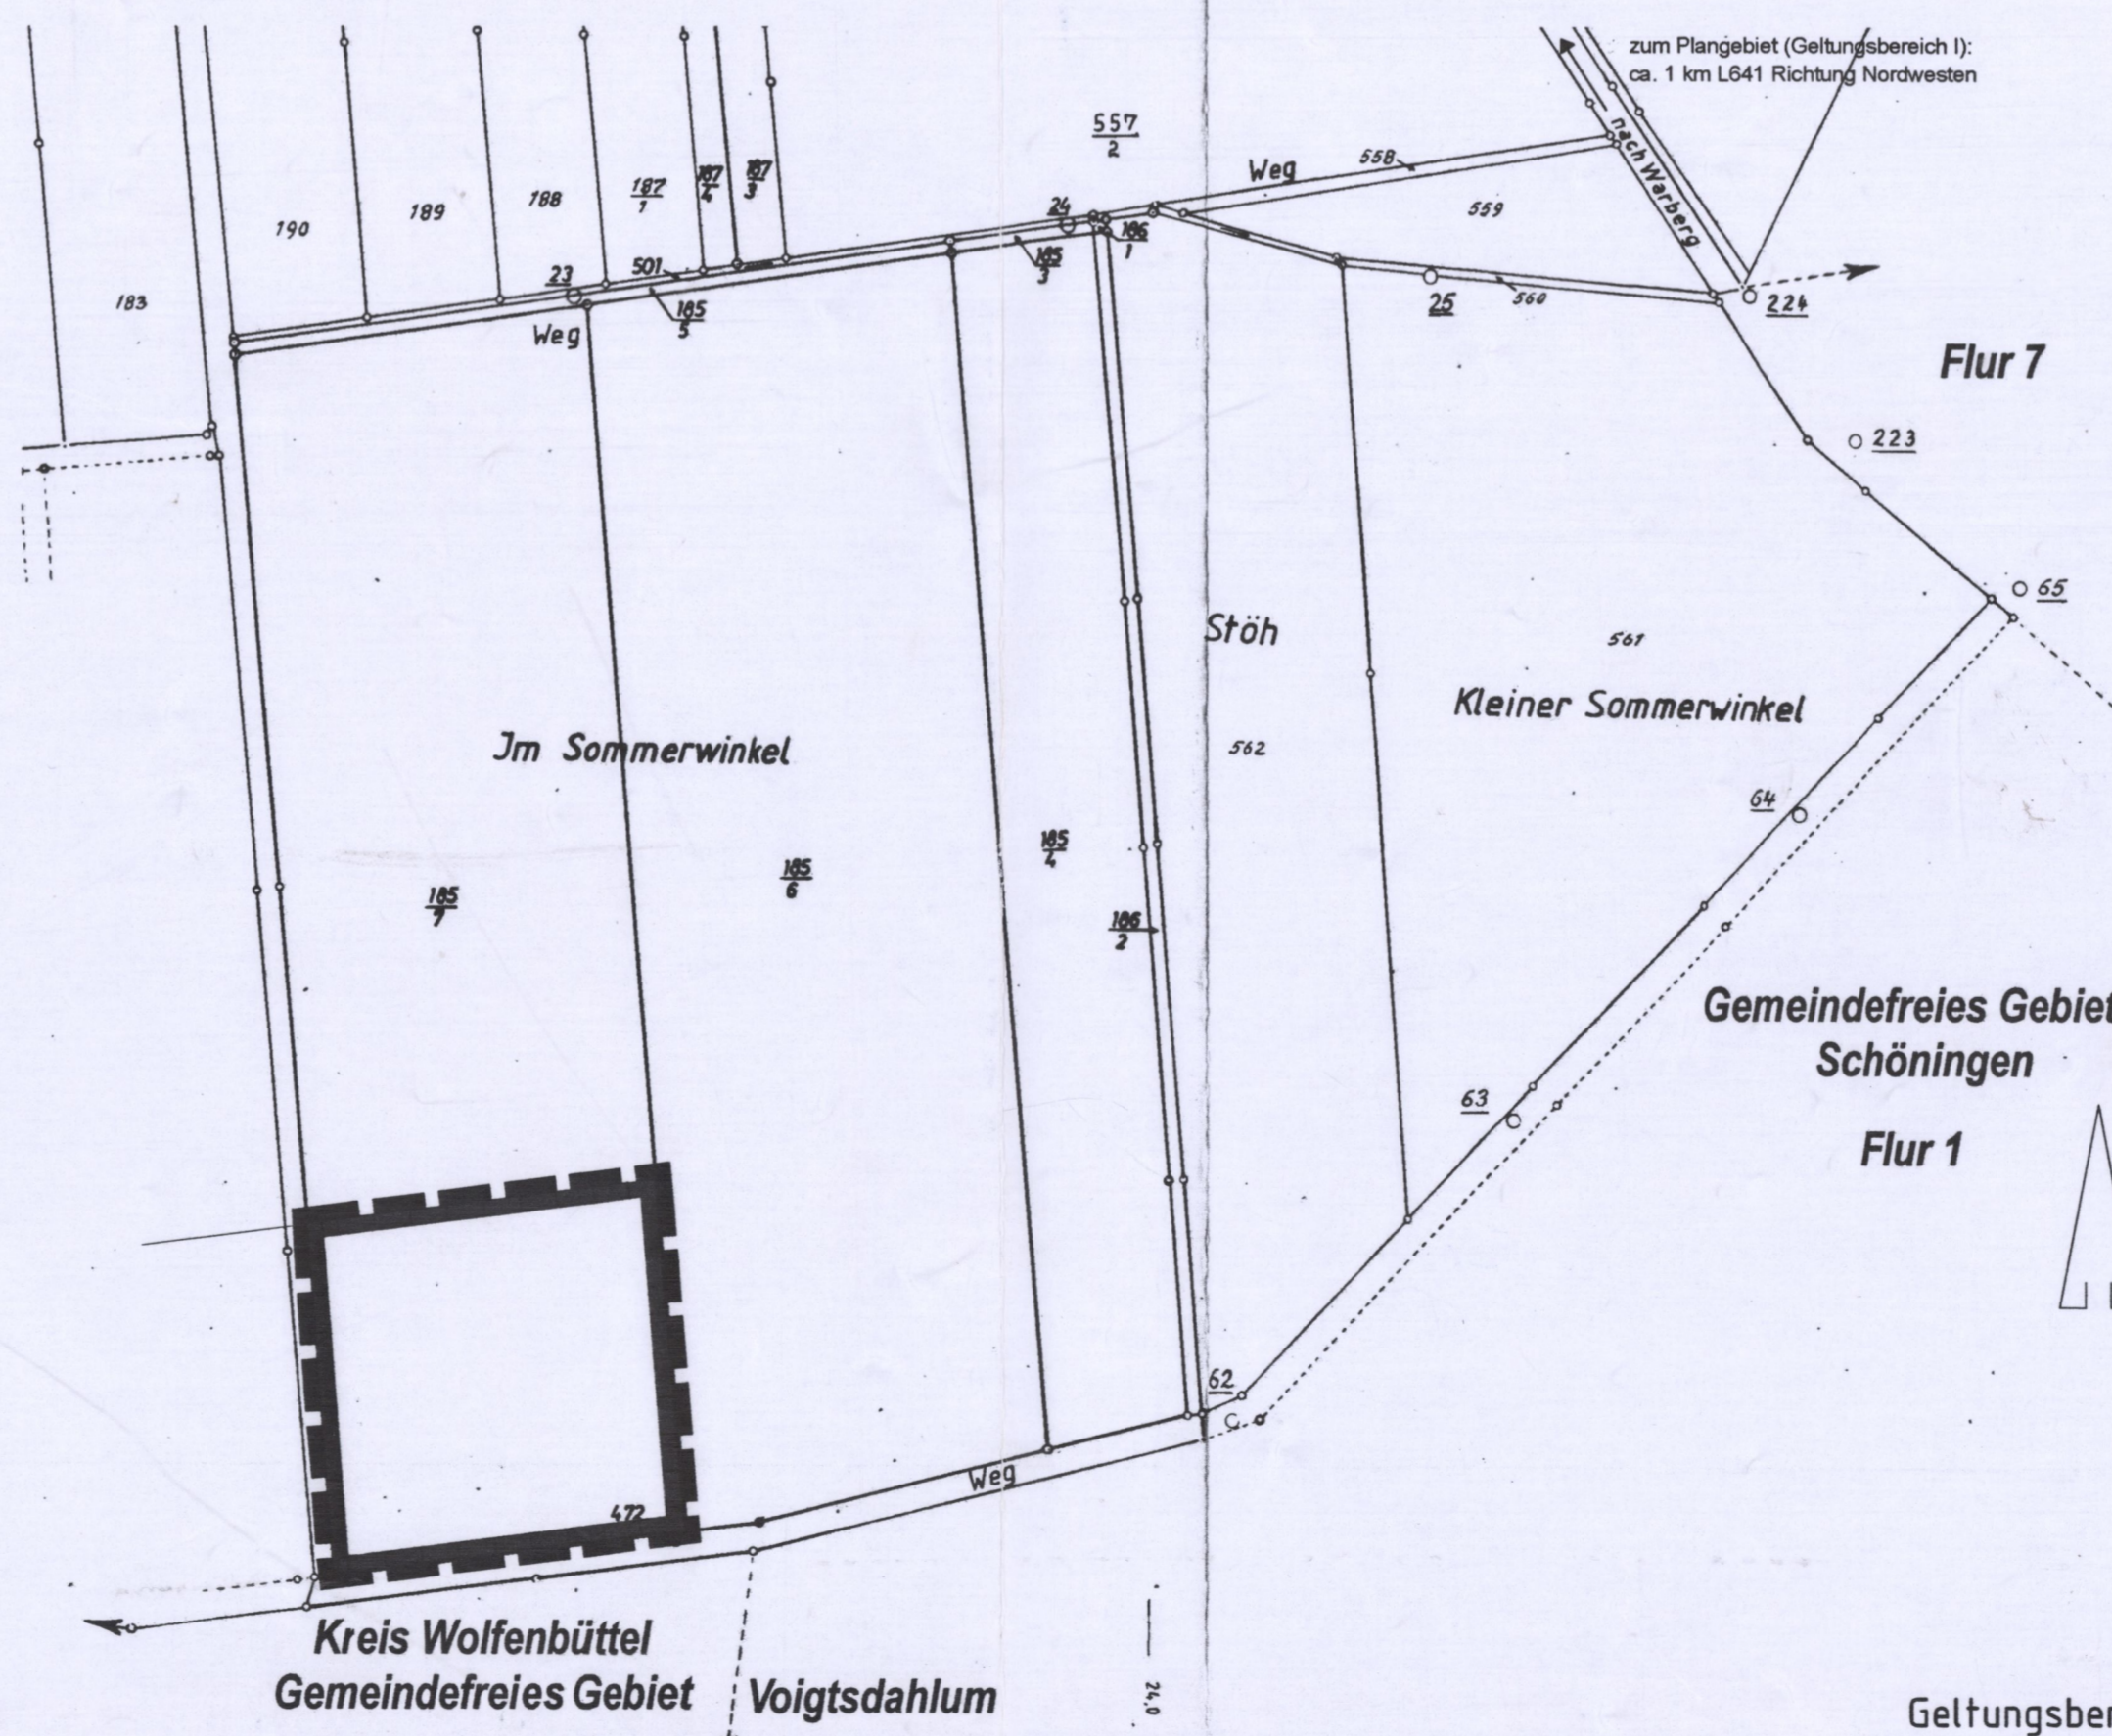 zum Plangebiet (Geltungsbereich I):
ca. 1 km L641 Richtung Nordwesten
nach Warberg
557
2
Weg
558
559
187
1
187
4
187
3
188
189
190
183
24
186
1
185
3
501
23
185
5
Weg
25
560
224
Flur 7
223
65
Stöh
561
Kleiner Sommerwinkel
562
Jm Sommerwinkel
64
185
4
185
6
185
7
186
2
Gemeindefreies Gebiet
Schöningen
63
Flur 1
62
Weg
472
Kreis Wolfenbüttel
Gemeindefreies Gebiet
Voigtsdahlum
24,0
Geltungsber